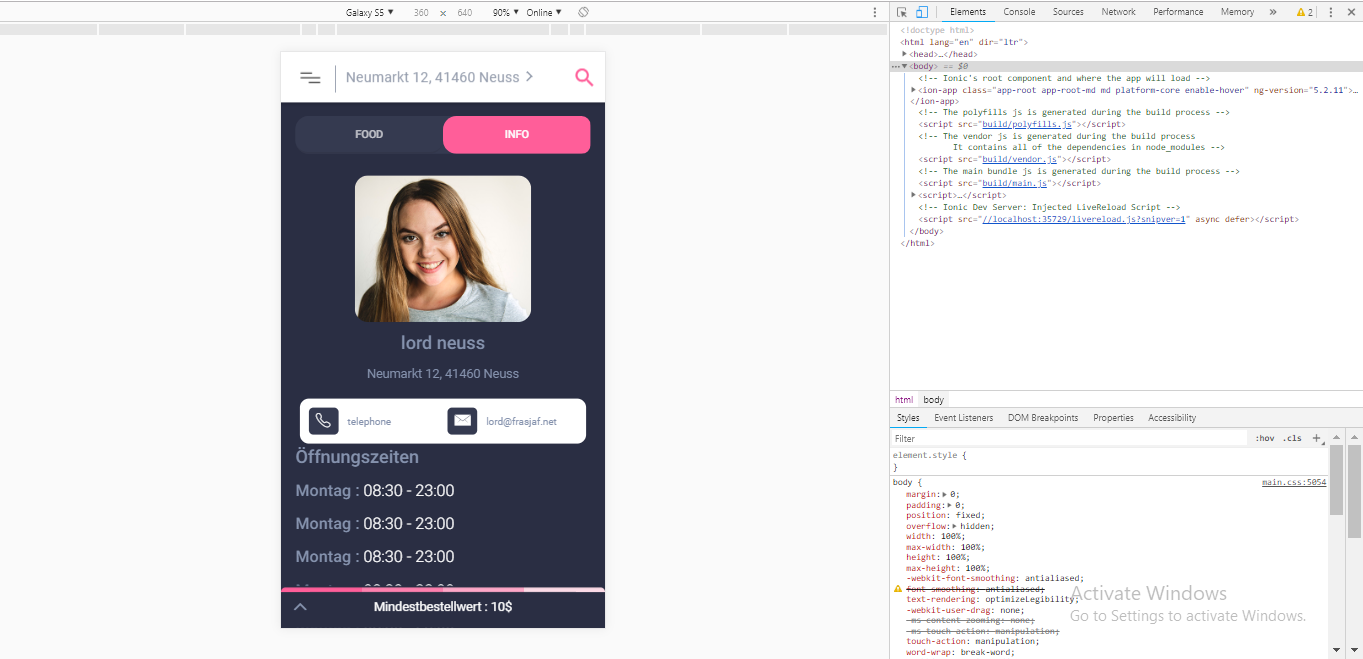 Galaxy S5 ▼ 360 × 640 90% ▼ Online ▼
Neumarkt 12, 41460 Neuss
FOOD INFO
lord neuss
Neumarkt 12, 41460 Neuss
telephone lord@frasjaf.net
Öffnungszeiten
Montag : 08:30 - 23:00
Montag : 08:30 - 23:00
Montag : 08:30 - 23:00
Mindestbestellwert : 10$
Elements Console Sources Network Performance Memory » 2
<!doctype html>
<html lang="en" dir="ltr">
<head>…</head>
<body> == $0
<!-- Ionic's root component and where the app will load -->
<ion-app class="app-root app-root-md md platform-core enable-hover" ng-version="5.2.11">…
</ion-app>
<!-- The polyfills js is generated during the build process -->
<script src="build/polyfills.js"></script>
<!-- The vendor js is generated during the build process
It contains all of the dependencies in node_modules -->
<script src="build/vendor.js"></script>
<!-- The main bundle js is generated during the build process -->
<script src="build/main.js"></script>
<script>…</script>
<!-- Ionic Dev Server: Injected LiveReload Script -->
<script src="//localhost:35729/livereload.js?snipver=1" async defer></script>
</body>
</html>
html body
Styles Event Listeners DOM Breakpoints Properties Accessibility
Filter :hov .cls +
element.style {
}
body { main.css:5054
margin: 0;
padding: 0;
position: fixed;
overflow: hidden;
width: 100%;
max-width: 100%;
height: 100%;
max-height: 100%;
-webkit-font-smoothing: antialiased;
font-smoothing: antialiased;
text-rendering: optimizeLegibility;
-webkit-user-drag: none;
-ms-content-zooming: none;
-ms-touch-action: manipulation;
touch-action: manipulation;
word-wrap: break-word;
Activate Windows
Go to Settings to activate Windows.